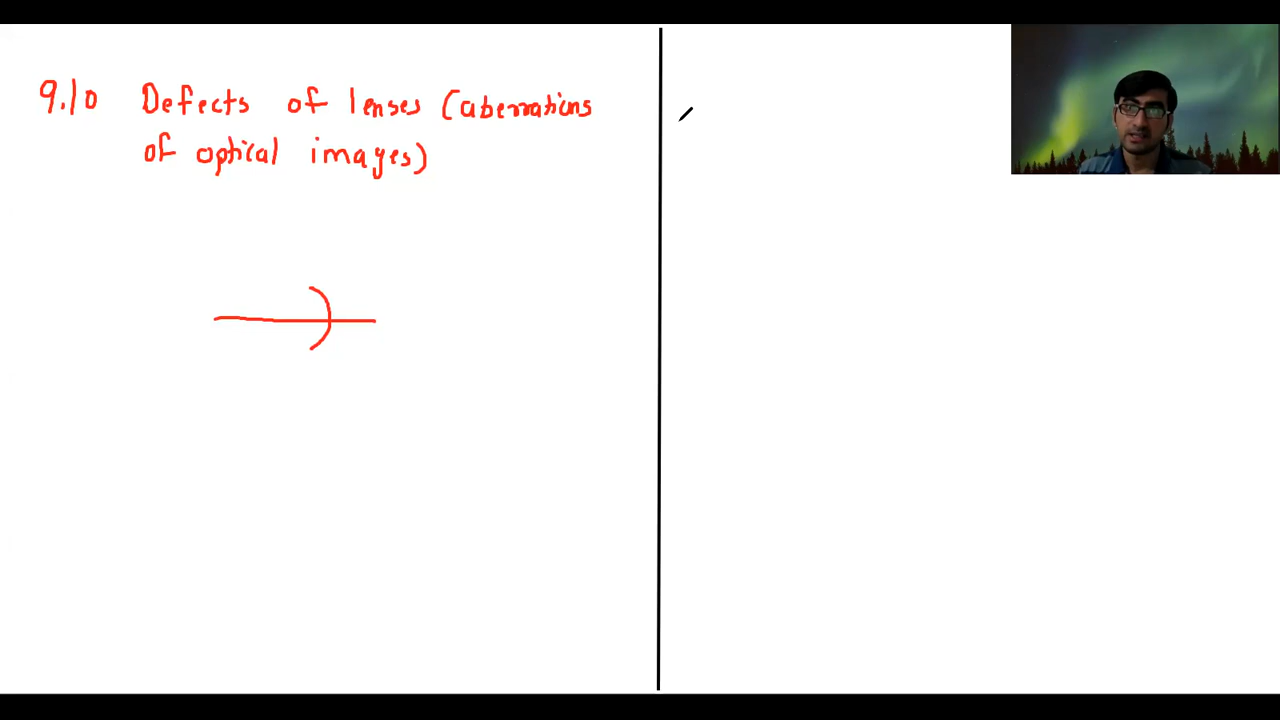 9.10 Defects of lenses (aberrations
of optical images)